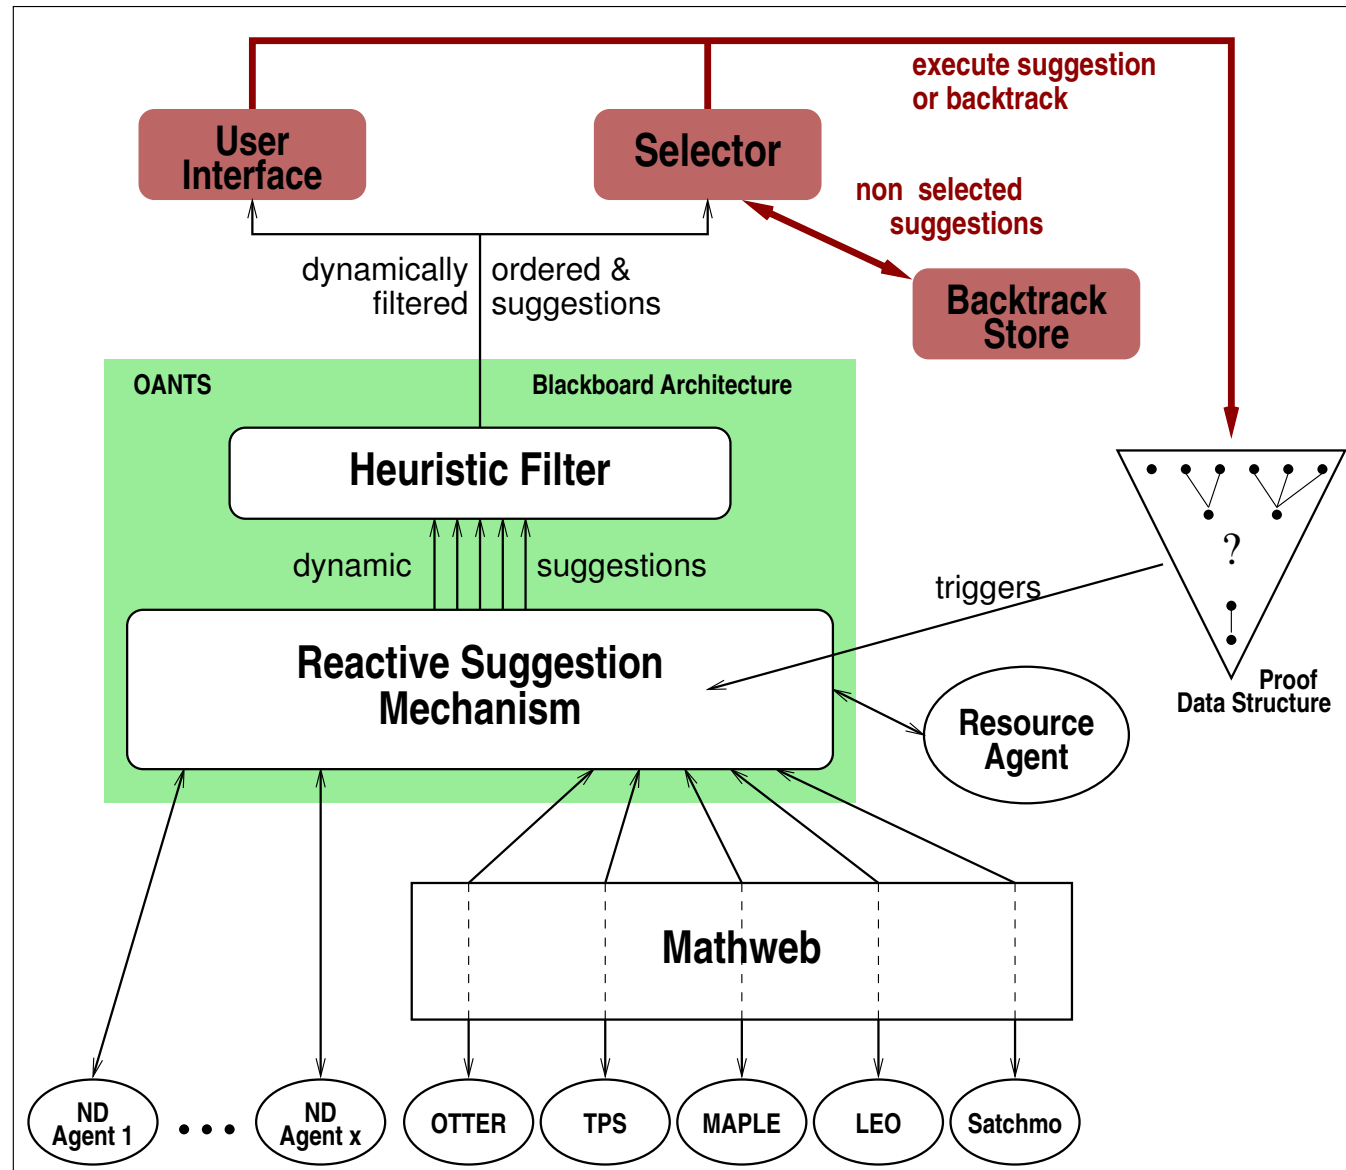 execute suggestion
or backtrack
User
Interface
Selector
non selected
suggestions
dynamically
filtered
ordered &
suggestions
Backtrack
Store
OANTS
Blackboard Architecture
Heuristic Filter
dynamic
suggestions
?
triggers
Reactive Suggestion
Mechanism
Proof
Data Structure
Resource
Agent
Mathweb
ND
Agent 1
ND
Agent x
OTTER
TPS
MAPLE
LEO
Satchmo